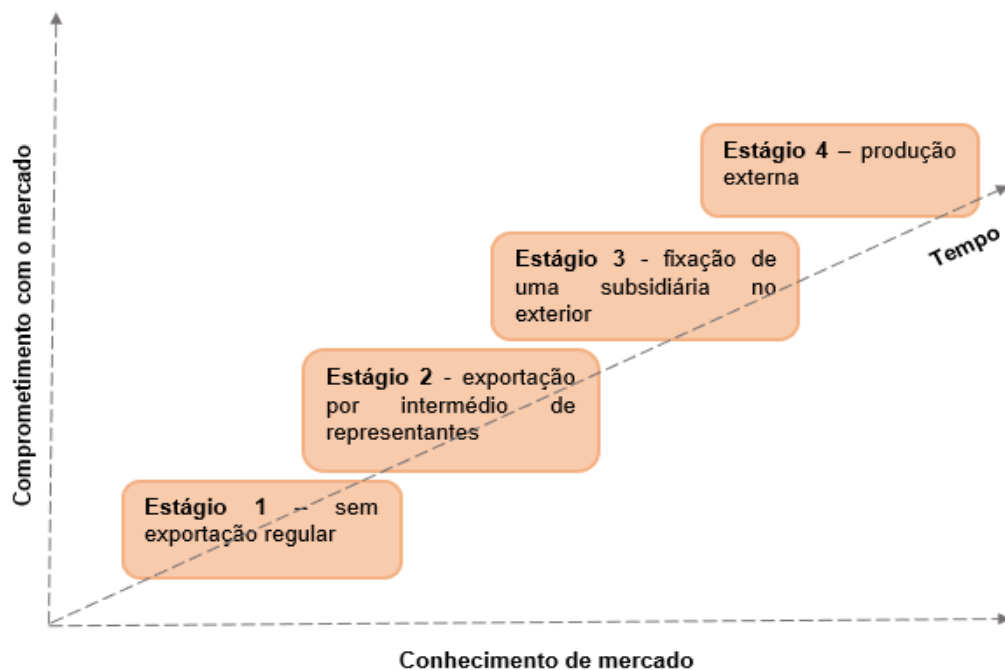 Comprometimento com o mercado
Estágio 4 – produção
externa
Tempo
Estágio 3 - fixação de
uma subsidiária no
exterior
Estágio 2 - exportação
por intermédio de
representantes
Estágio 1 – sem
exportação regular
Conhecimento de mercado